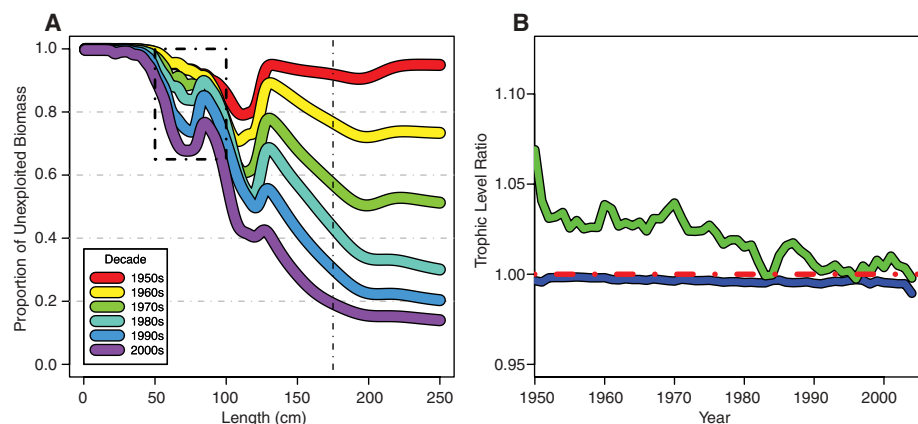 A
Proportion of Unexploited Biomass
1.0
0.8
0.6
0.4
0.2
0.0
Decade
1950s
1960s
1970s
1980s
1990s
2000s
0 50 100 150 200 250
Length (cm)
B
Trophic Level Ratio
1.10
1.05
1.00
0.95
1950 1960 1970 1980 1990 2000
Year